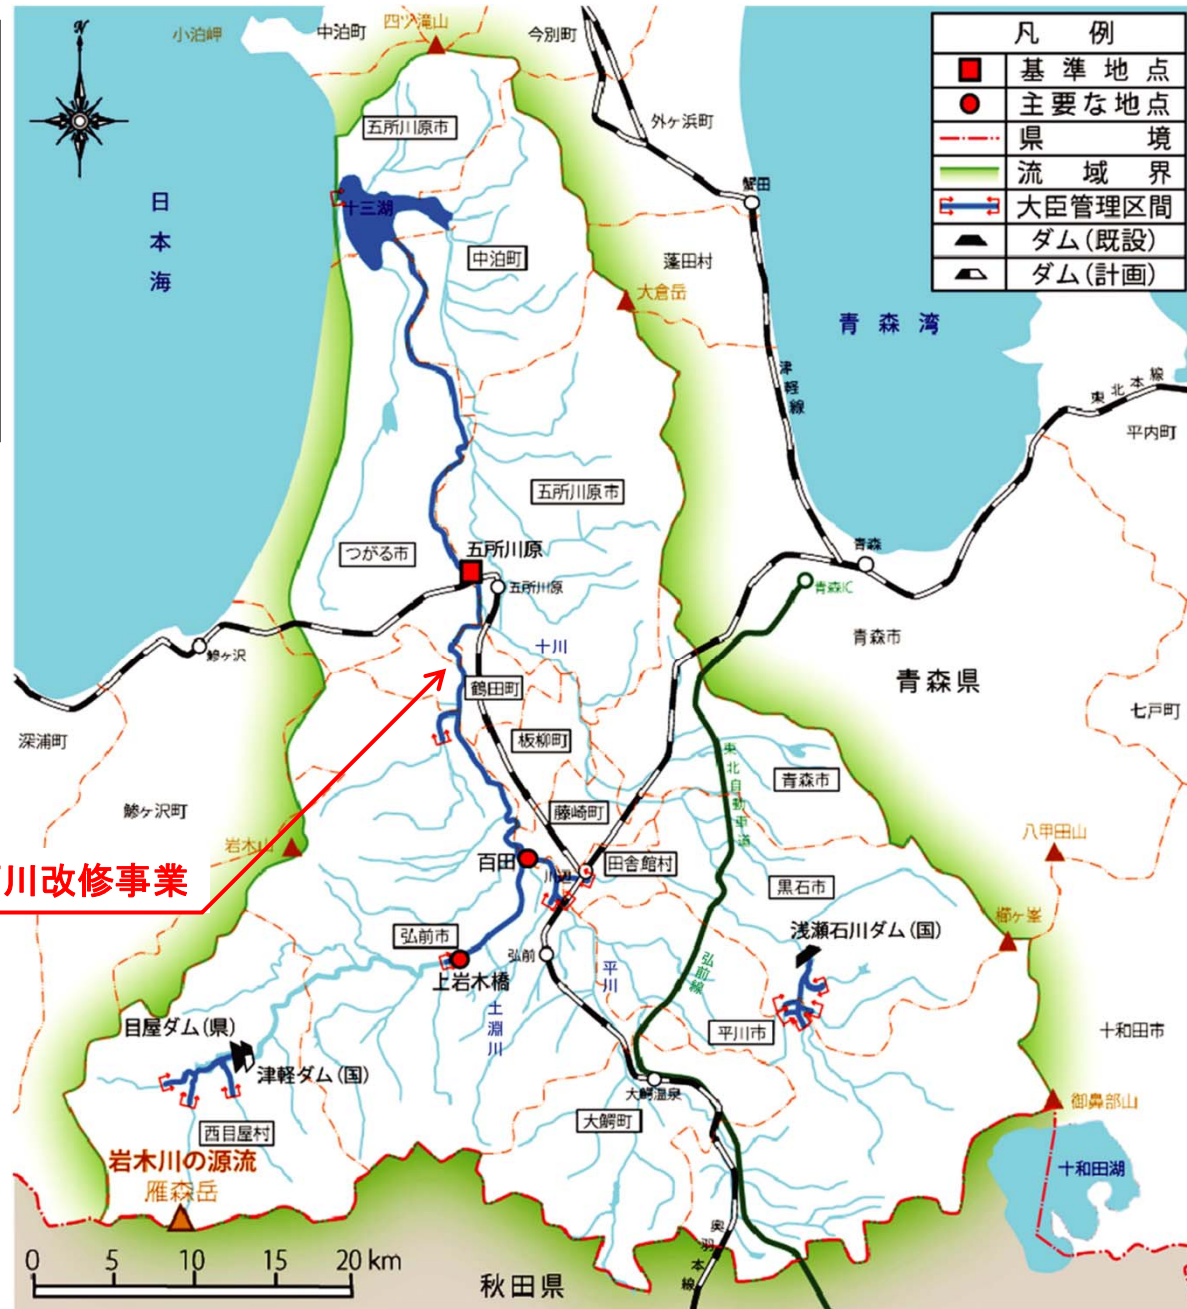 N
小泊岬
中泊町
四ツ滝山
今別町
凡 例
基 準 地 点
主要な地点
県 境
流 域 界
大臣管理区間
ダム(既設)
ダム(計画)
外ヶ浜町
五所川原市
蟹田
日本海
十三湖
中泊町
蓬田村
大倉岳
青 森 湾
津軽線
東北本線
平内町
五所川原市
つがる市
五所川原
五所川原
青森
青森IC
鰺ヶ沢
十川
青森市
青森県
鶴田町
七戸町
深浦町
板柳町
東北自動車道
青森市
鰺ヶ沢町
藤崎町
岩木山
八甲田山
百田
川辺
田舎館村
川改修事業
黒石市
櫛ヶ峯
弘前市
浅瀬石川ダム(国)
弘前
上岩木橋
平川
弘前線
土淵川
目屋ダム(県)
平川市
十和田市
津軽ダム(国)
大鰐温泉
大鰐町
御鼻部山
西目屋村
岩木川の源流
十和田湖
雁森岳
奥羽本線
0 5 10 20 km
秋田県